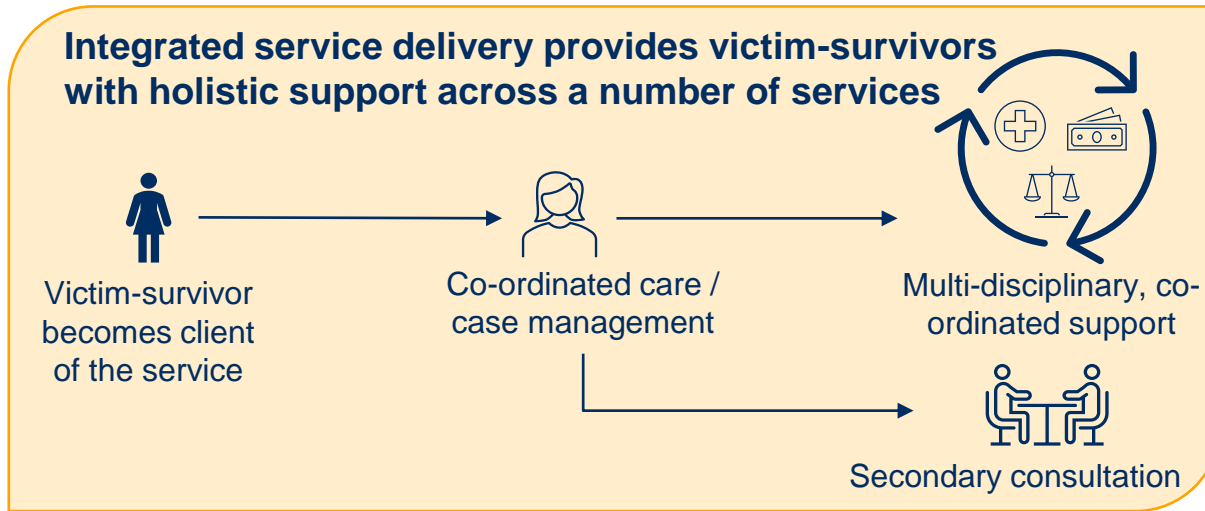 Integrated service delivery provides victim-survivors
with holistic support across a number of services
Victim-survivor
becomes client
of the service
Co-ordinated care /
case management
Multi-disciplinary, co-
ordinated support
Secondary consultation